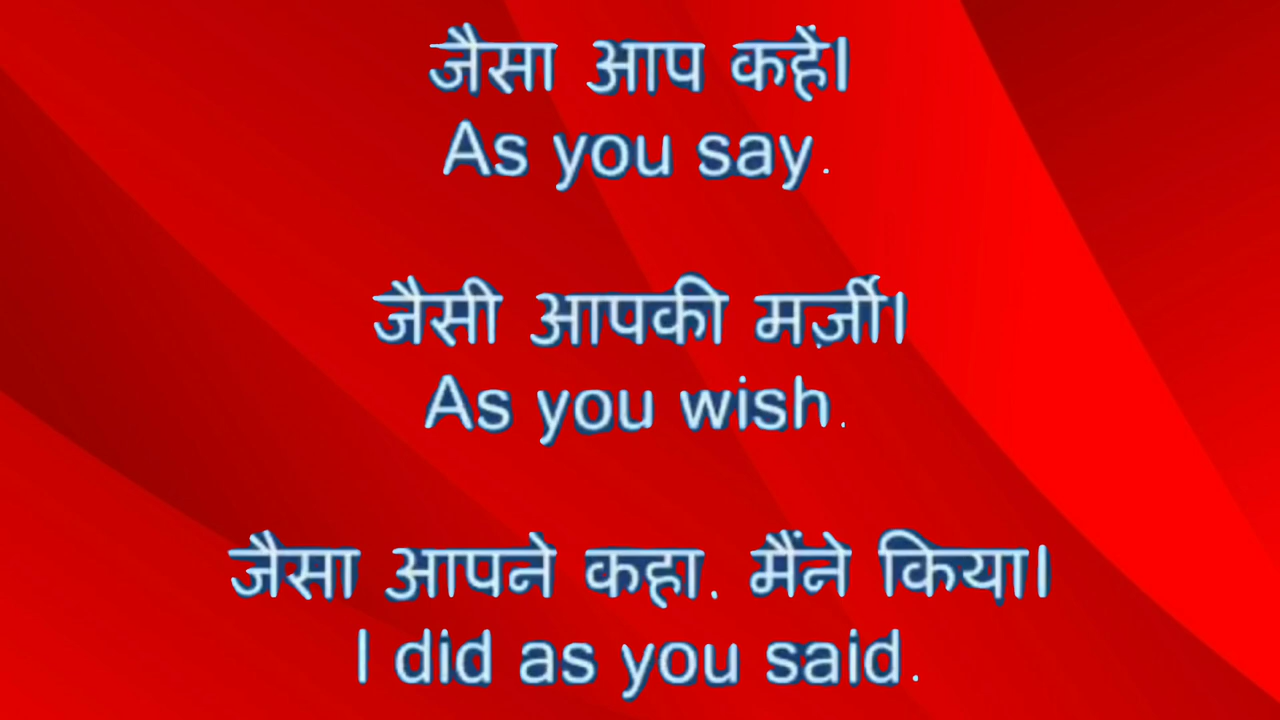 जैसा आप कहें।
As you say.
जैसी आपकी मर्ज़ी।
As you wish.
जैसा आपने कहा. मैंने किया।
I did as you said.